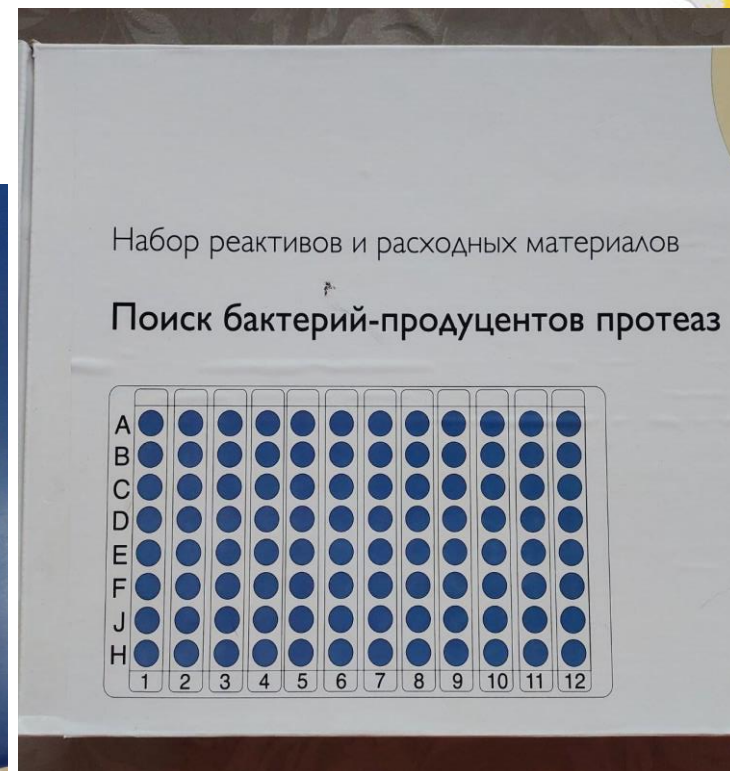 Набор реактивов и расходных материалов
Поиск бактерий-продуцентов протеаз
A
B
C
D
E
F
J
H
1 2 3 4 5 6 7 8 9 10 11 12